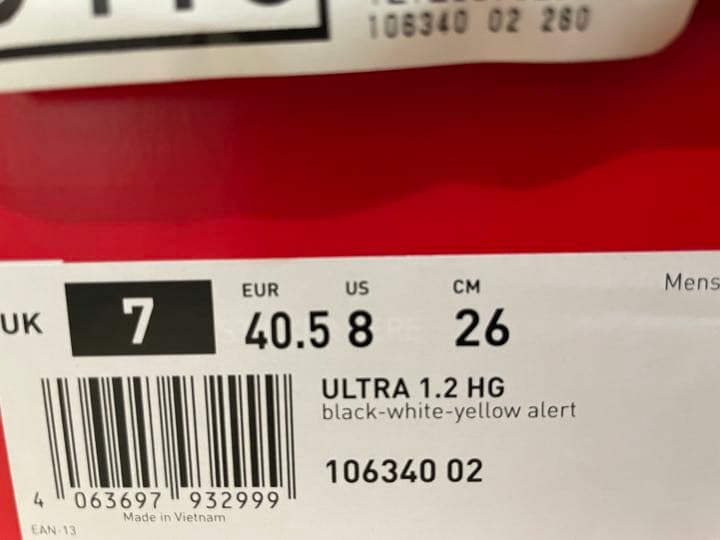 106340 02 260
EUR US CM Mens
UK 7 40.5 8 26
ULTRA 1.2 HG
black-white-yellow alert
106340 02
4 063697 932999
Made in Vietnam
EAN-13